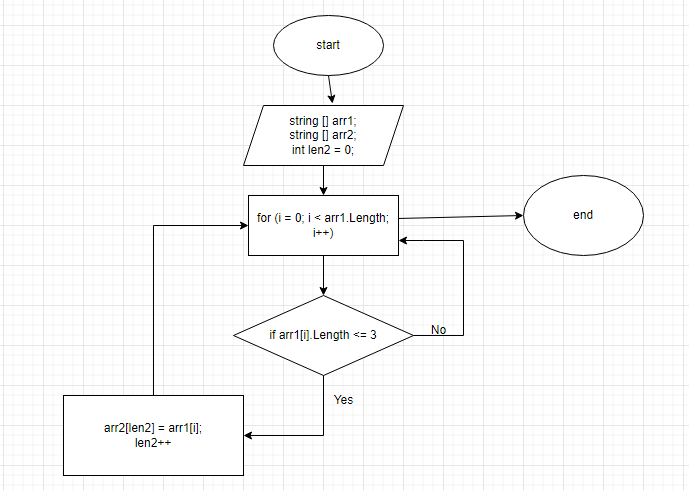 start
string [] arr1;
string [] arr2;
int len2 = 0;
for (i = 0; i < arr1.Length;
i++)
end
if arr1[i].Length <= 3
No
Yes
arr2[len2] = arr1[i];
len2++